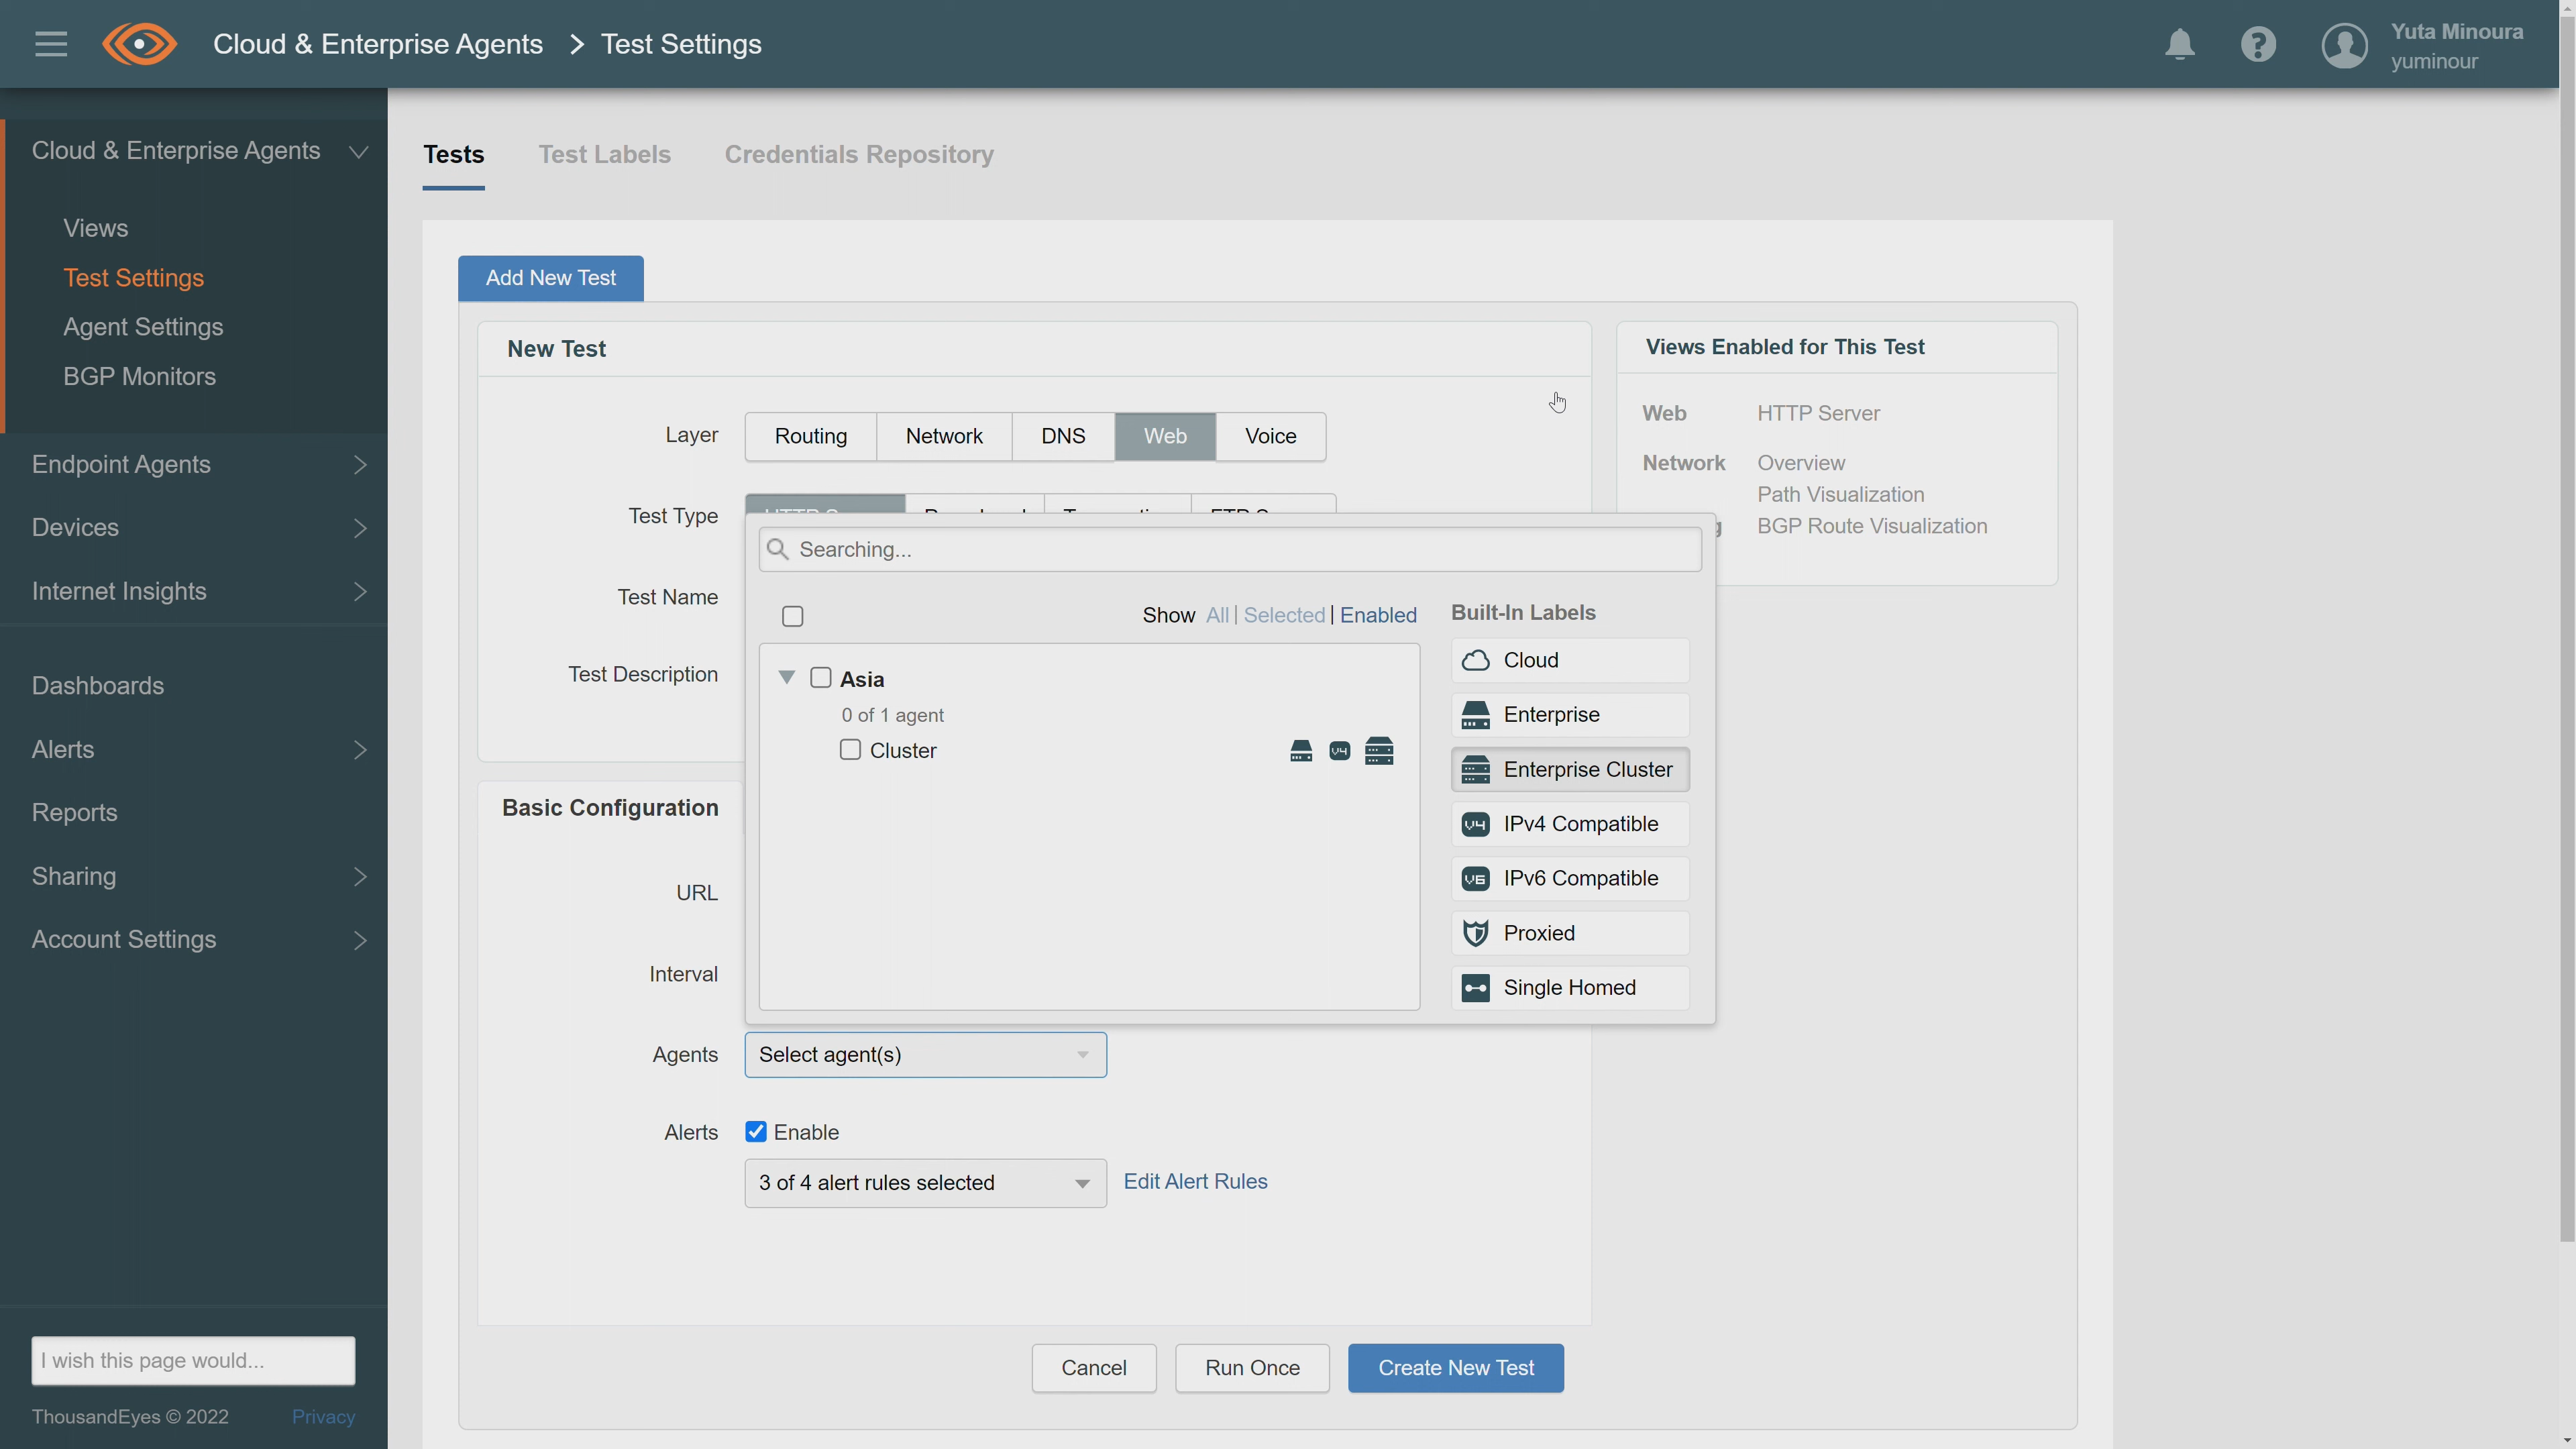 Cloud & Enterprise Agents > Test Settings
Yuta Minoura
yuminour
Cloud & Enterprise Agents
Views
Test Settings
Agent Settings
BGP Monitors
Endpoint Agents
Devices
Internet Insights
Dashboards
Alerts
Reports
Sharing
Account Settings
I wish this page would...
ThousandEyes © 2022 Privacy
Tests Test Labels Credentials Repository
Add New Test
New Test
Layer Routing Network DNS Web Voice
Test Type
Test Name
Test Description
Searching...
Show All | Selected | Enabled
Asia
0 of 1 agent
Cluster V4
Built-In Labels
Cloud
Enterprise
Enterprise Cluster
V4 IPv4 Compatible
V6 IPv6 Compatible
Proxied
Single Homed
Basic Configuration
URL
Interval
Agents Select agent(s)
Alerts Enable
3 of 4 alert rules selected Edit Alert Rules
Cancel Run Once Create New Test
Views Enabled for This Test
Web HTTP Server
Network Overview
Path Visualization
BGP Route Visualization